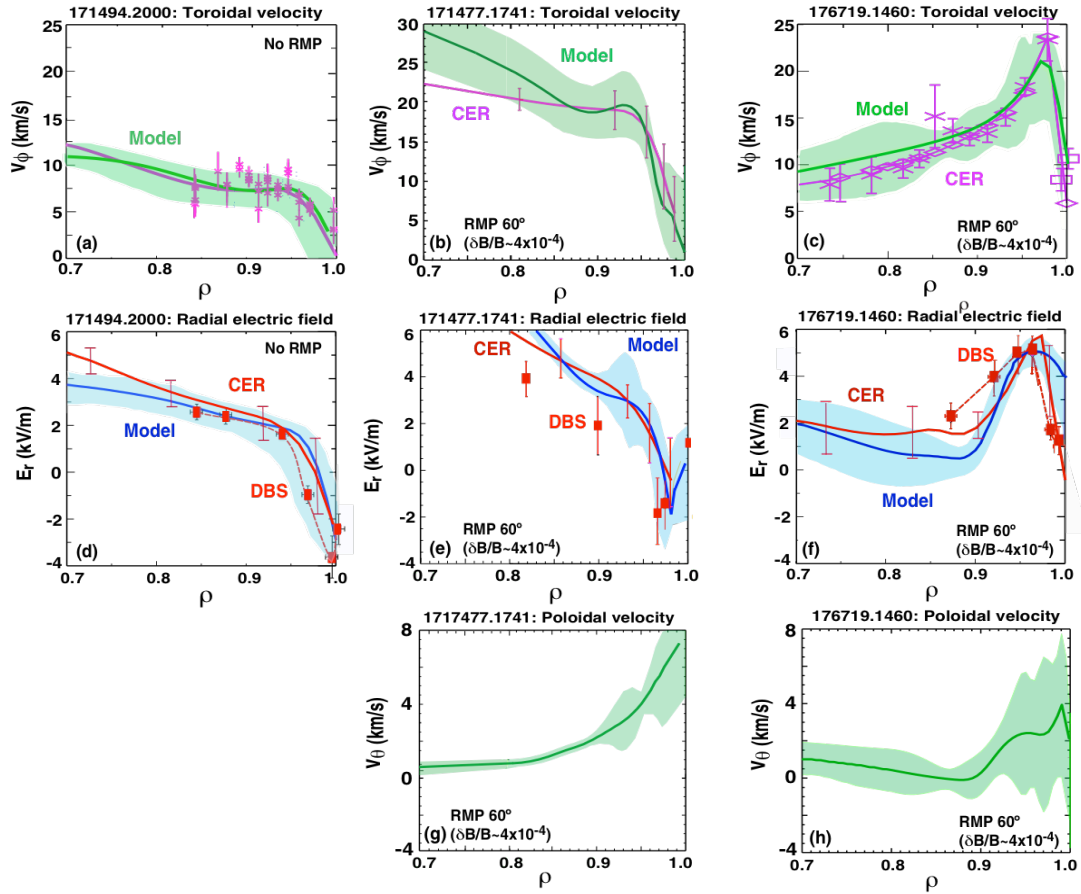 171494.2000: Toroidal velocity
25
20
15
10
5
0
Vϕ (km/s)
No RMP
Model
(a)
0.7
0.8
0.9
1.0
ρ
171477.1741: Toroidal velocity
30
25
20
15
10
5
0
Vϕ (km/s)
Model
CER
RMP 60º
(b)
(δB/B~4x10-4)
0.7
0.8
0.9
1.0
ρ
176719.1460: Toroidal velocity
25
20
15
10
5
0
Vϕ (km/s)
Model
CER
RMP 60º
(c)
(δB/B~4x10-4)
0.7
0.8
0.9
1.0
ρ
ρ
171494.2000: Radial electric field
6
4
2
0
-2
-4
Er (kV/m)
No RMP
CER
Model
DBS
(d)
0.7
0.8
0.9
1.0
ρ
171477.1741: Radial electric field
6
4
2
0
-2
-4
Er (kV/m)
CER
Model
DBS
RMP 60º
(e)
(δB/B~4x10-4)
0.7
0.8
0.9
1.0
ρ
176719.1460: Radial electric field
6
4
2
0
-2
-4
Er (kV/m)
DBS
CER
Model
RMP 60º
(f)
(δB/B~4x10-4)
0.7
0.8
0.9
1.0
ρ
1717477.1741: Poloidal velocity
8
4
0
-4
Vθ (km/s)
RMP 60º
(g)
(δB/B~4x10-4)
0.7
0.8
0.9
1.0
ρ
176719.1460: Poloidal velocity
8
4
0
-4
Vθ (km/s)
RMP 60º
(h)
(δB/B~4x10-4)
0.7
0.8
0.9
1.0
ρ